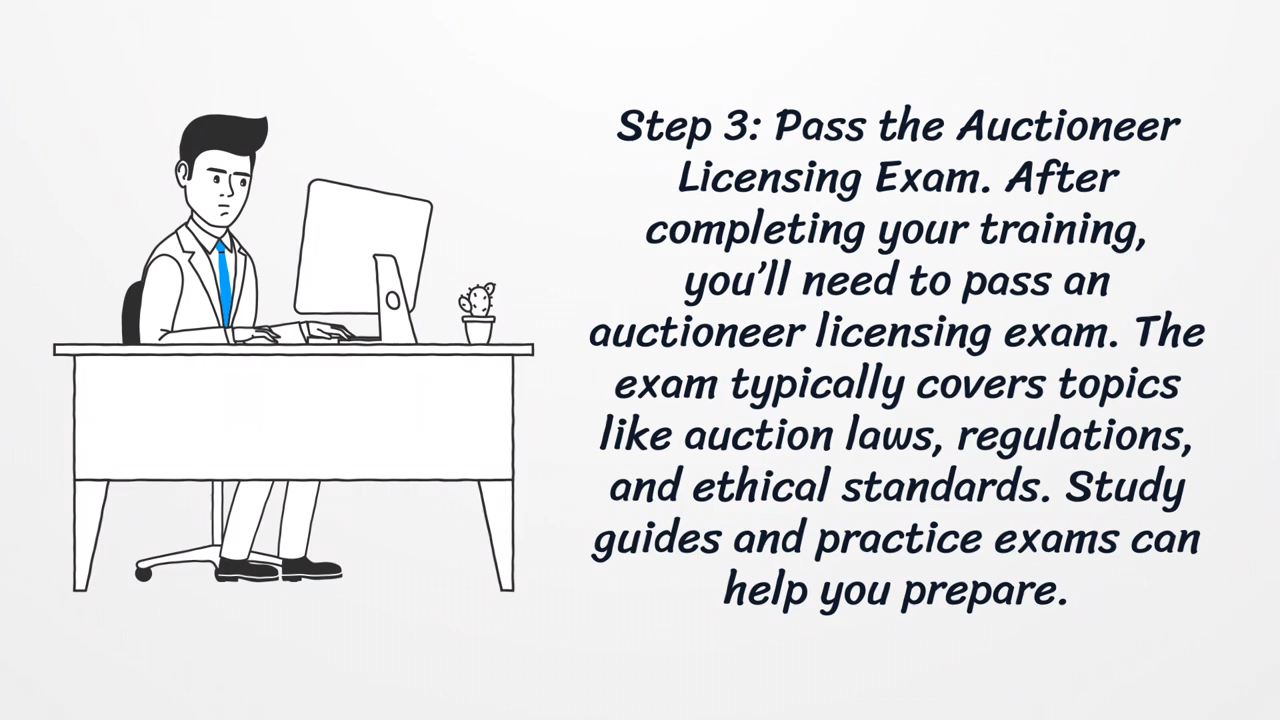 Step 3: Pass the Auctioneer
Licensing Exam. After
completing your training,
you’ll need to pass an
auctioneer licensing exam. The
exam typically covers topics
like auction laws, regulations,
and ethical standards. Study
guides and practice exams can
help you prepare.